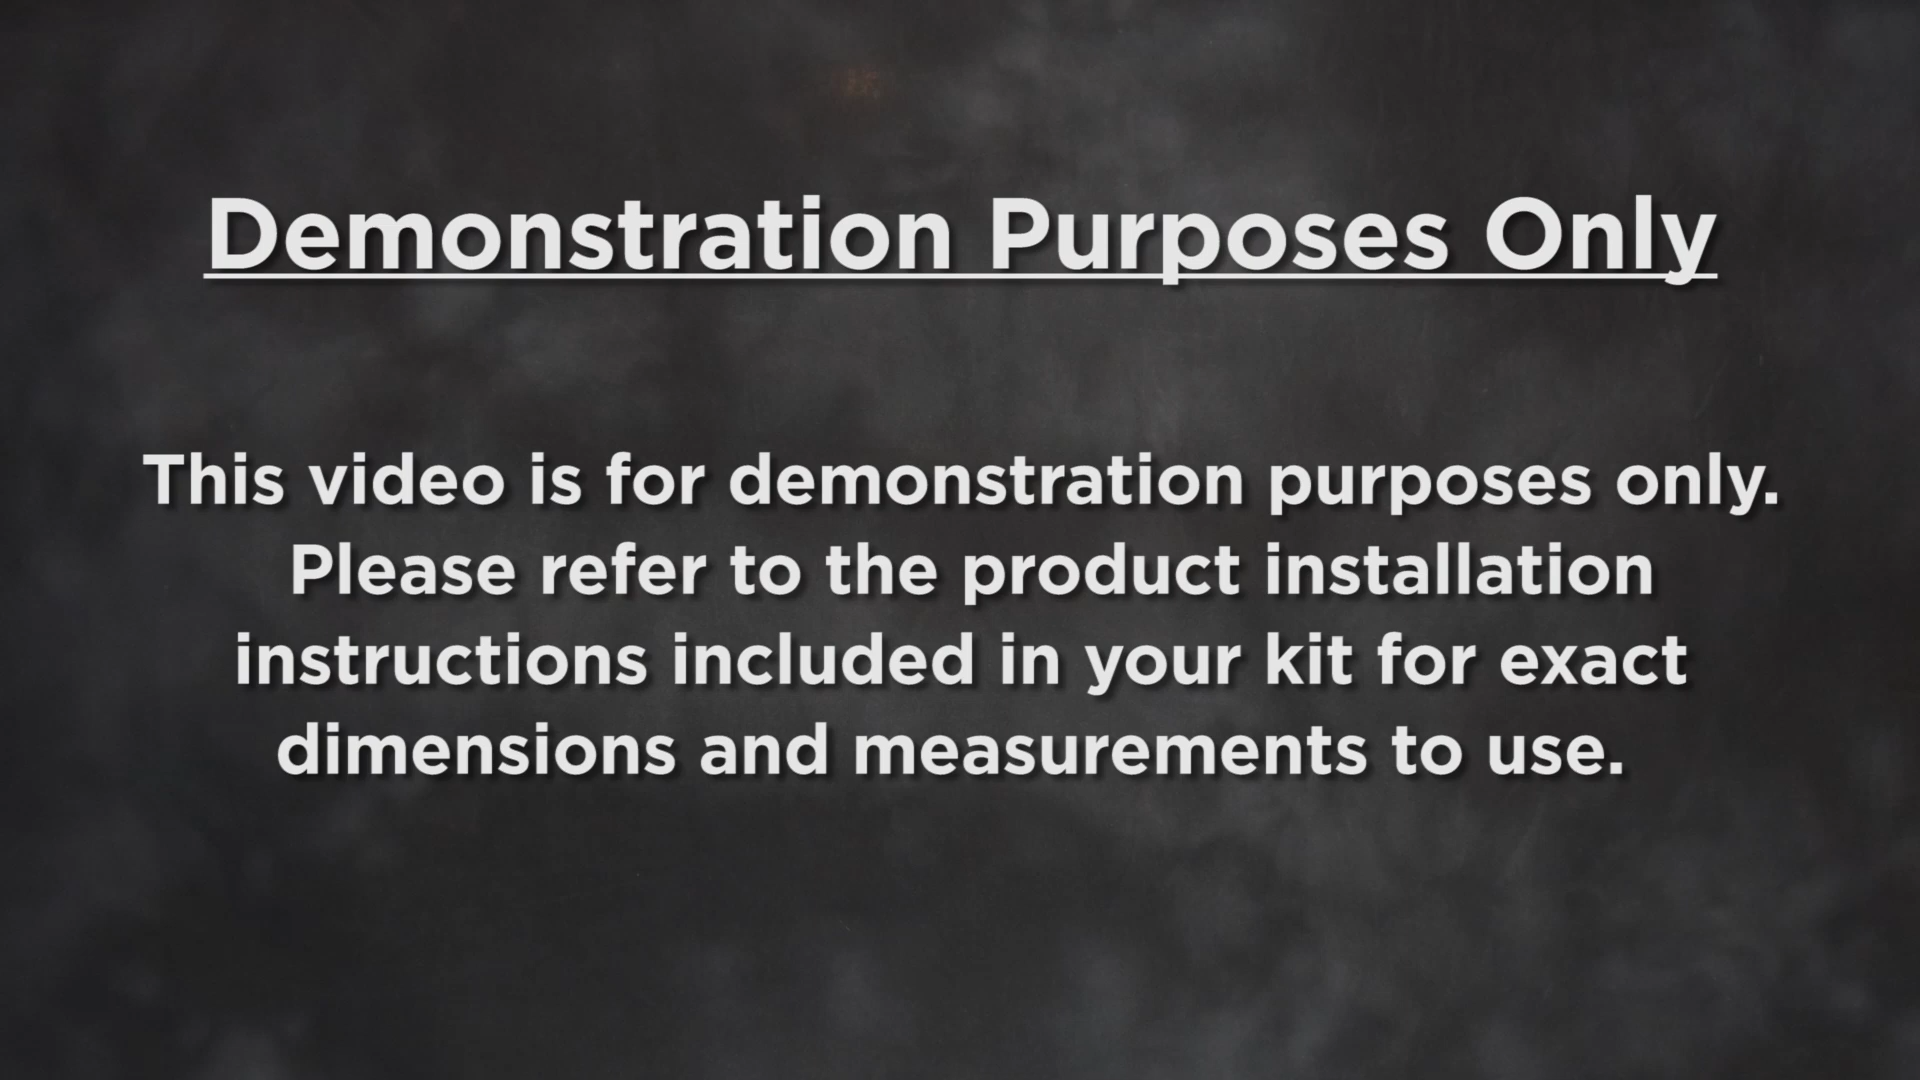 Demonstration Purposes Only
This video is for demonstration purposes only.
Please refer to the product installation
instructions included in your kit for exact
dimensions and measurements to use.